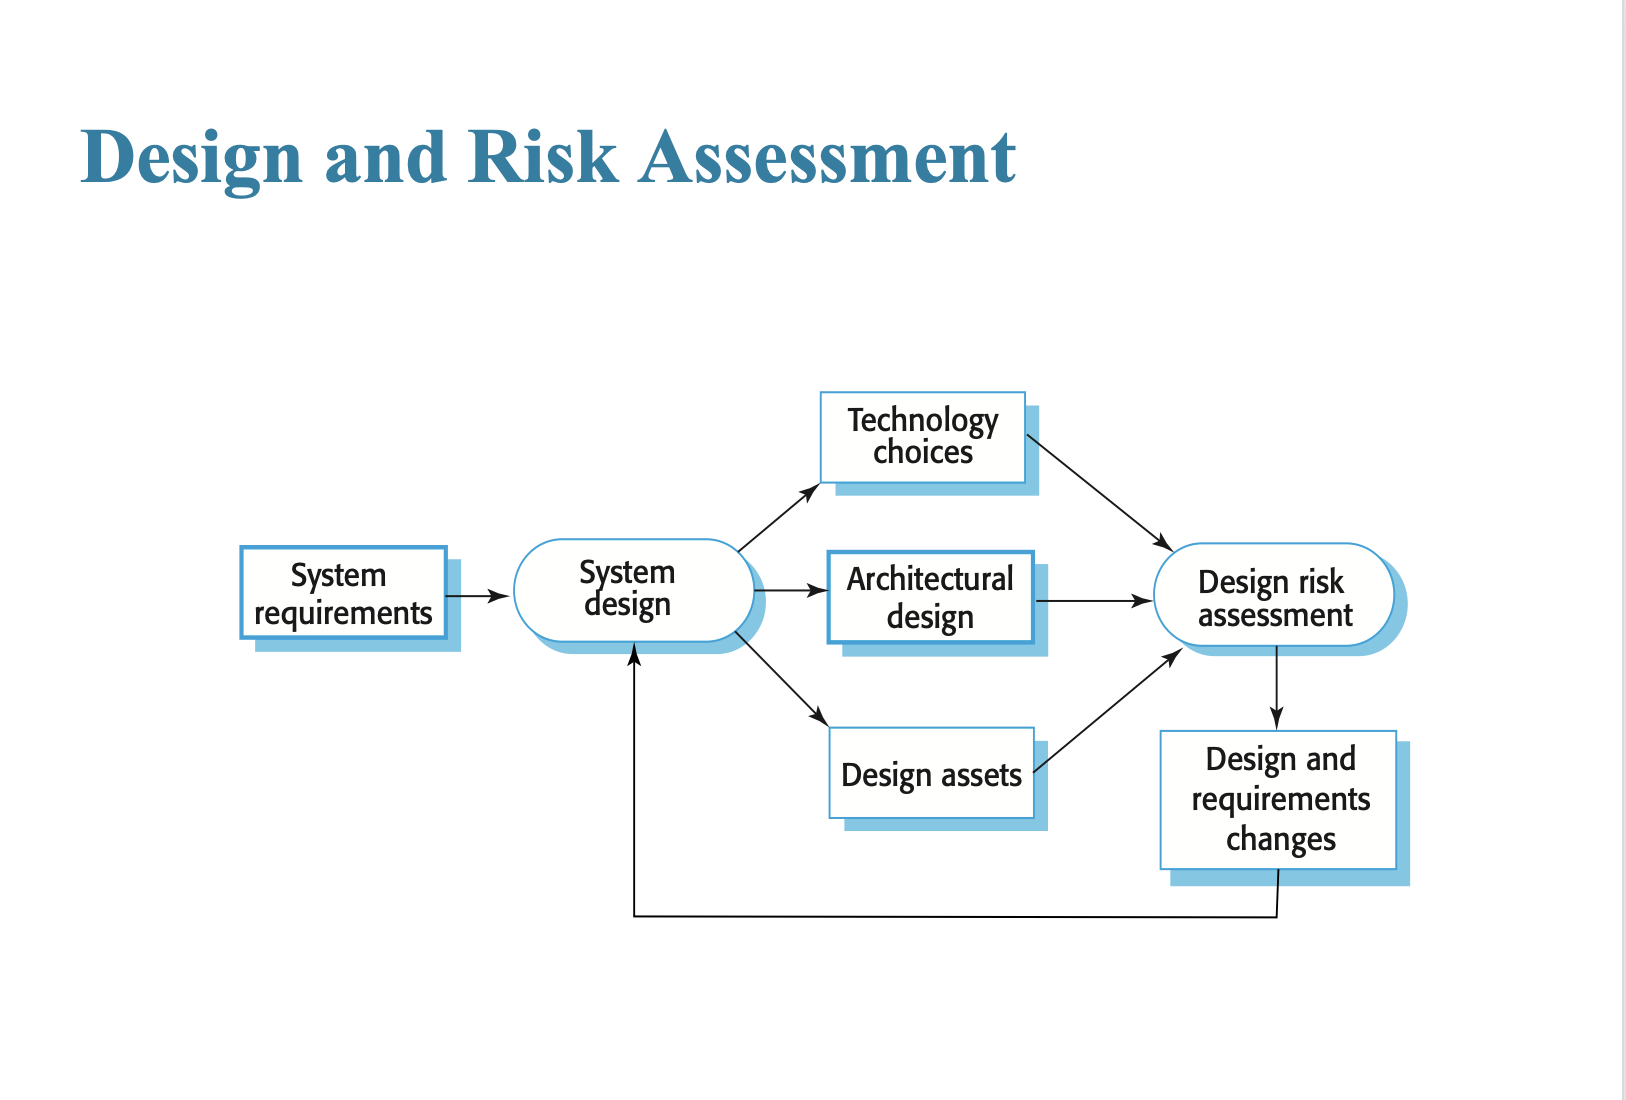 Design and Risk Assessment
Technology
choices
System
requirements
System
design
Architectural
design
Design risk
assessment
Design assets
Design and
requirements
changes